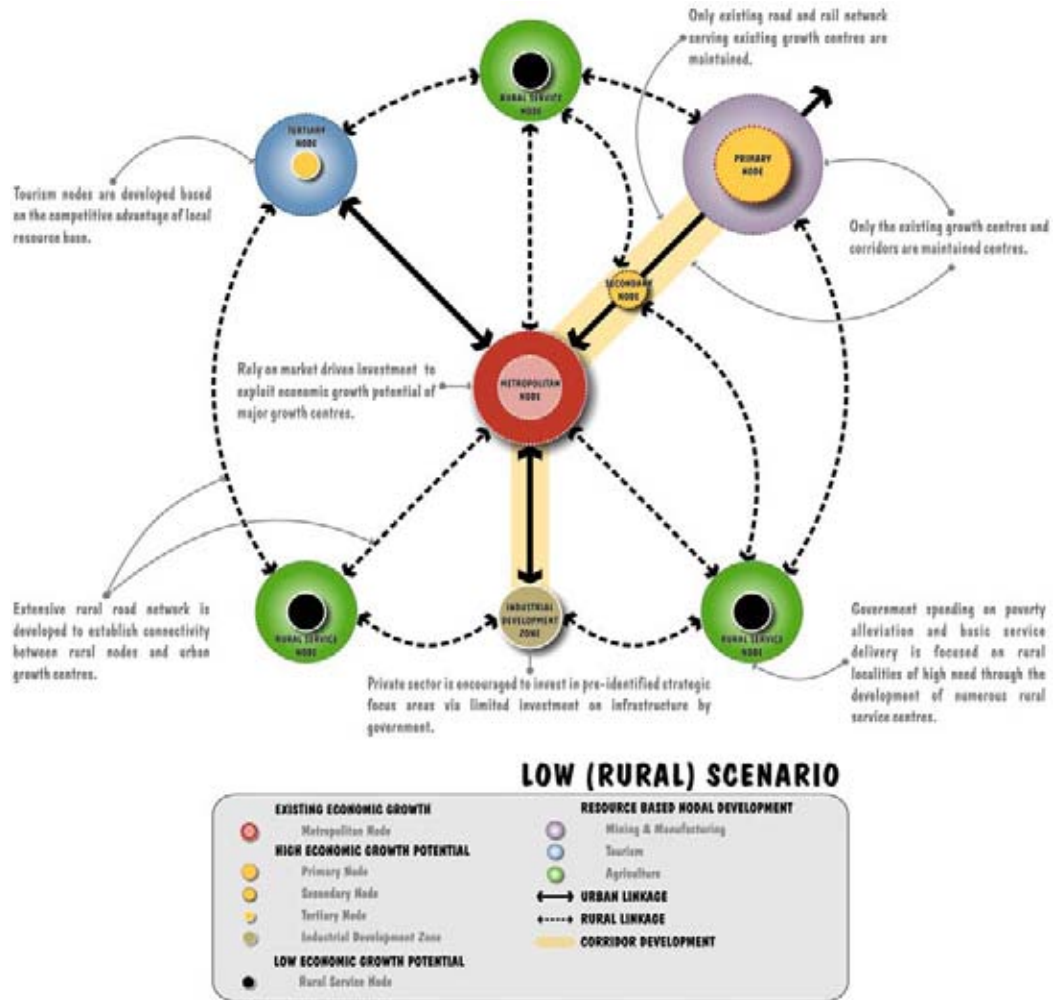 Only existing road and rail network
serving existing growth centres are
maintained.
RURAL SERVICE
NODE
TERTIARY
NODE
PRIMARY
NODE
Tourism nodes are developed based
on the competitive advantage of local
resource base.
Only the existing growth centres and
corridors are maintained centres.
SECONDARY
NODE
Rely on market driven investment to
exploit economic growth potential of
major growth centres.
METROPOLITAN
NODE
Extensive rural road network is
developed to establish connectivity
between rural nodes and urban
growth centres.
RURAL SERVICE
NODE
INDUSTRIAL
DEVELOPMENT
ZONE
RURAL SERVICE
NODE
Government spending on poverty
alleviation and basic service
delivery is focused on rural
localities of high need through the
development of numerous rural
service centres.
Private sector is encouraged to invest in pre-identified strategic
focus areas via limited investment on infrastructure by
government.
LOW (RURAL) SCENARIO
EXISTING ECONOMIC GROWTH
Metropolitan Node
HIGH ECONOMIC GROWTH POTENTIAL
Primary Node
Secondary Node
Tertiary Node
Industrial Development Zone
LOW ECONOMIC GROWTH POTENTIAL
Rural Service Node
RESOURCE BASED NODAL DEVELOPMENT
Mining & Manufacturing
Tourism
Agriculture
URBAN LINKAGE
RURAL LINKAGE
CORRIDOR DEVELOPMENT